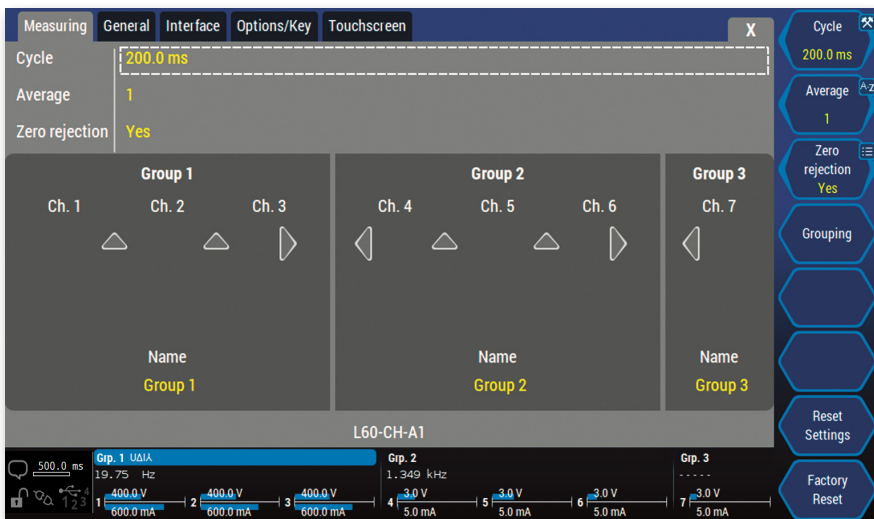 Measuring General Interface Options/Key Touchscreen X
Cycle 200.0 ms
Average 1
Zero rejection Yes
Group 1 Group 2 Group 3
Ch. 1 Ch. 2 Ch. 3 Ch. 4 Ch. 5 Ch. 6 Ch. 7
Name Name Name
Group 1 Group 2 Group 3
L60-CH-A1
Cycle
200.0 ms
Average
A-Z
1
Zero
rejection
Yes
Grouping
Reset
Settings
Factory
Reset
500.0 ms
4
1 2 3
Grp. 1 UΔI⅄ Grp. 2 Grp. 3
19.75 Hz 1.349 kHz -----
1 400.0 V 2 400.0 V 3 400.0 V 4 3.0 V 5 3.0 V 6 3.0 V 7 3.0 V
600.0 mA 600.0 mA 600.0 mA 5.0 mA 5.0 mA 5.0 mA 5.0 mA